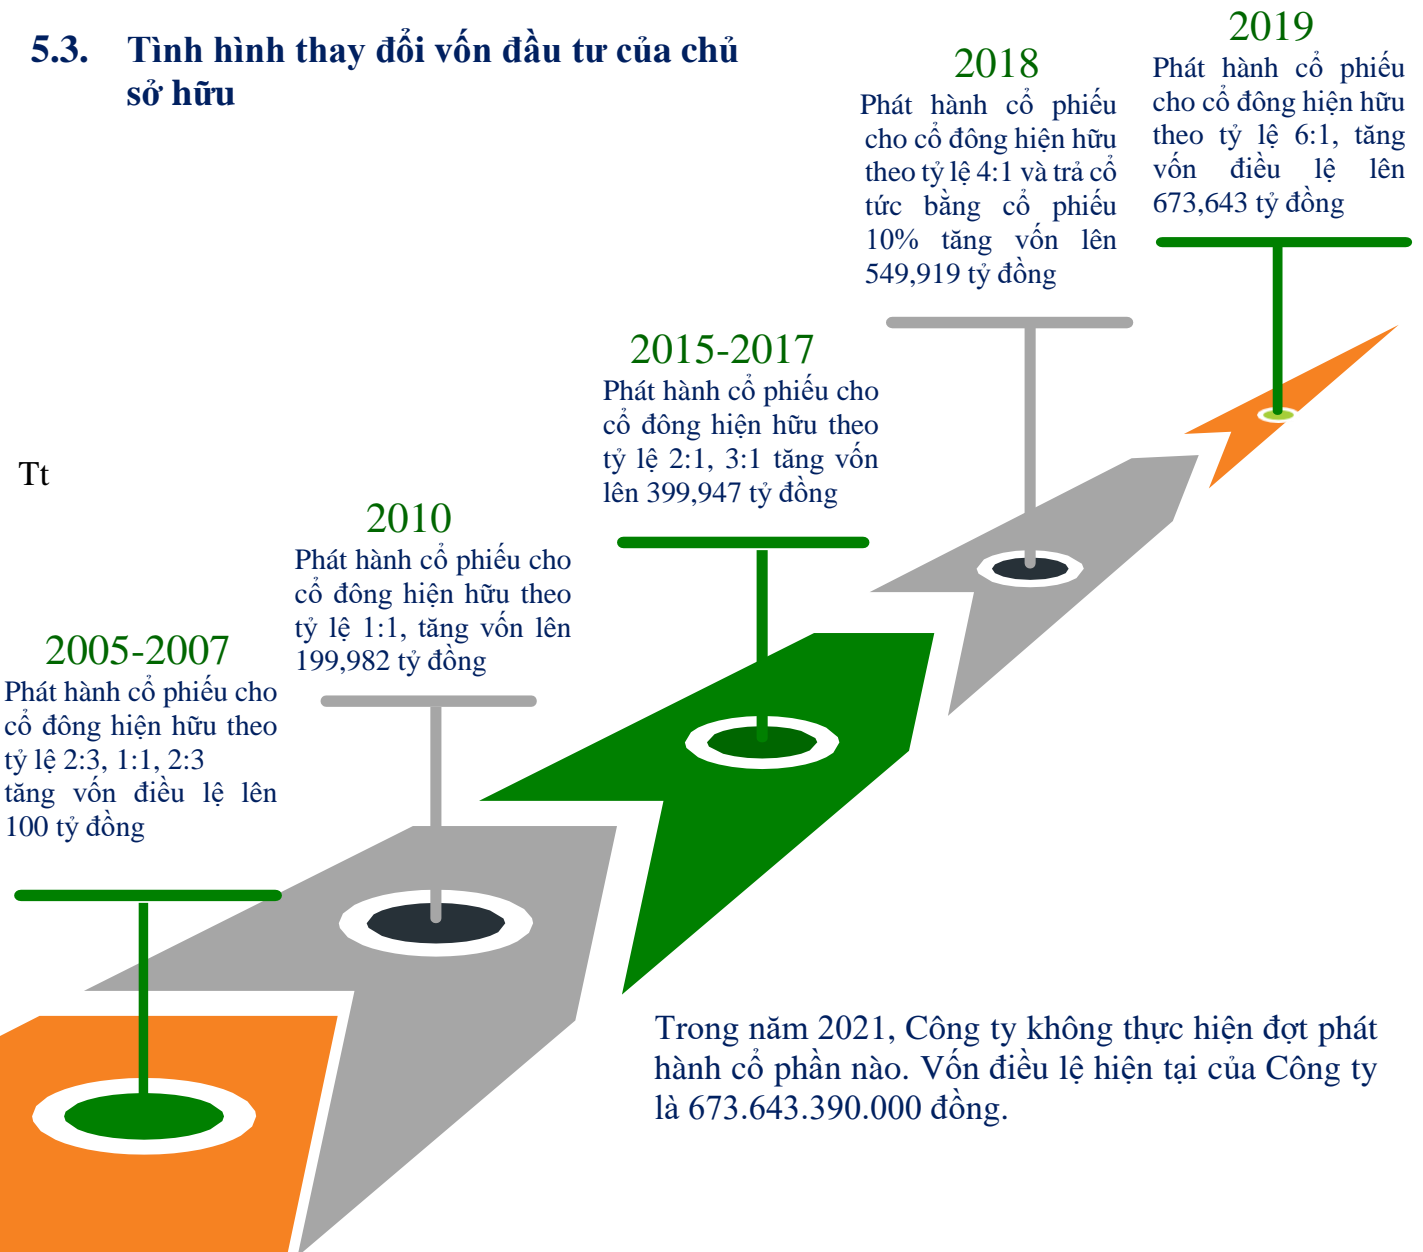 5.3. Tình hình thay đổi vốn đầu tư của chủ
sở hữu
2019
Phát hành cổ phiếu
cho cổ đông hiện hữu
theo tỷ lệ 6:1, tăng
vốn điều lệ lên
673,643 tỷ đồng
2018
Phát hành cổ phiếu
cho cổ đông hiện hữu
theo tỷ lệ 4:1 và trả cổ
tức bằng cổ phiếu
10% tăng vốn lên
549,919 tỷ đồng
2015-2017
Phát hành cổ phiếu cho
cổ đông hiện hữu theo
tỷ lệ 2:1, 3:1 tăng vốn
lên 399,947 tỷ đồng
Tt
2010
Phát hành cổ phiếu cho
cổ đông hiện hữu theo
tỷ lệ 1:1, tăng vốn lên
199,982 tỷ đồng
2005-2007
Phát hành cổ phiếu cho
cổ đông hiện hữu theo
tỷ lệ 2:3, 1:1, 2:3
tăng vốn điều lệ lên
100 tỷ đồng
Trong năm 2021, Công ty không thực hiện đợt phát
hành cổ phần nào. Vốn điều lệ hiện tại của Công ty
là 673.643.390.000 đồng.